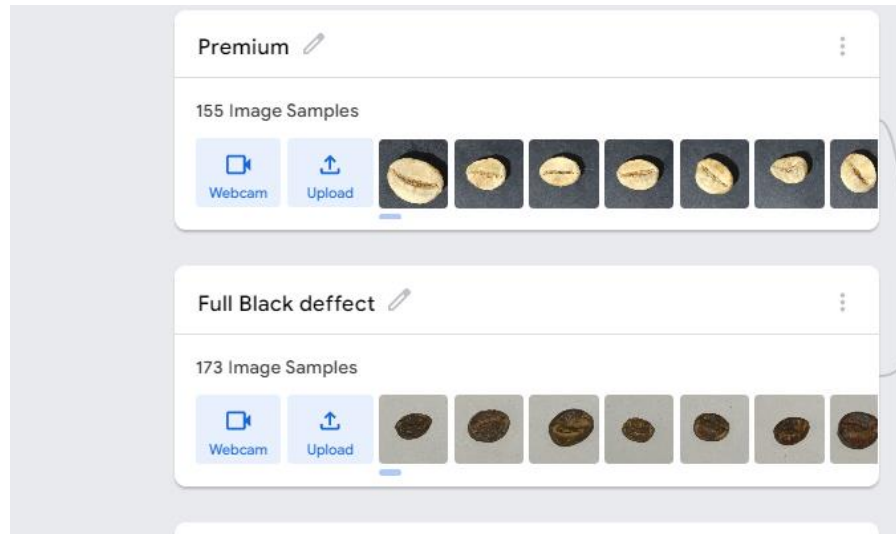 Premium
155 Image Samples
Webcam
Upload
Full Black deffect
173 Image Samples
Webcam
Upload